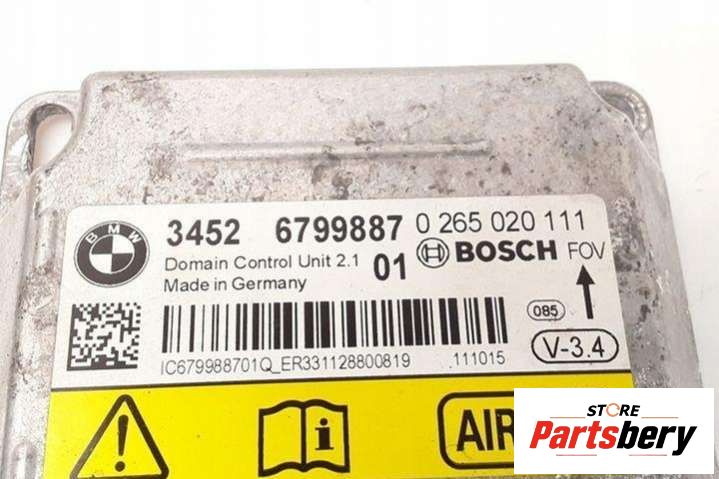 BMW
3452 6799887 0 265 020 111
Domain Control Unit 2.1 01 BOSCH FOV
Made in Germany
085
IC679988701Q_ER331128800819 111015
V-3.4
i
AIR
STORE
Partsbery